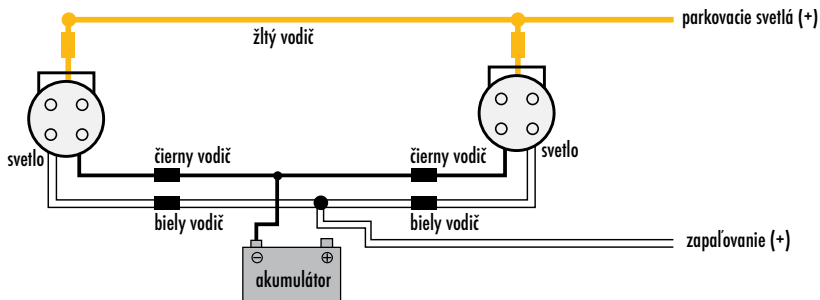 parkovacie svetlá (+)
žltý vodič
svetlo
čierny vodič
čierny vodič
svetlo
biely vodič
biely vodič
zapaľovanie (+)
⊖ ⊕
akumulátor